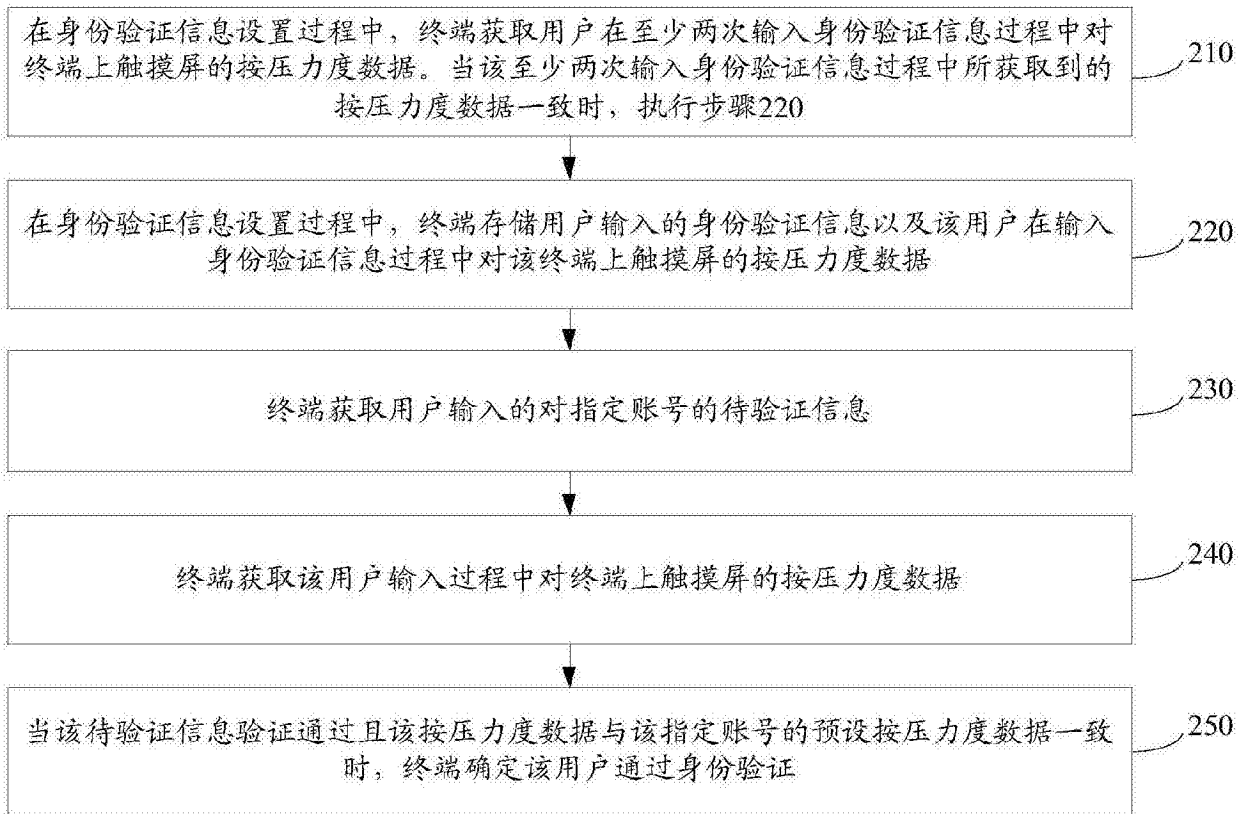 在身份验证信息设置过程中，终端获取用户在至少两次输入身份验证信息过程中对
终端上触摸屏的按压力度数据。当该至少两次输入身份验证信息过程中所获取到的
按压力度数据一致时，执行步骤220
210
在身份验证信息设置过程中，终端存储用户输入的身份验证信息以及该用户在输入
身份验证信息过程中对该终端上触摸屏的按压力度数据
220
终端获取用户输入的对指定账号的待验证信息
230
终端获取该用户输入过程中对终端上触摸屏的按压力度数据
240
当该待验证信息验证通过且该按压力度数据与该指定账号的预设按压力度数据一致
时，终端确定该用户通过身份验证
250